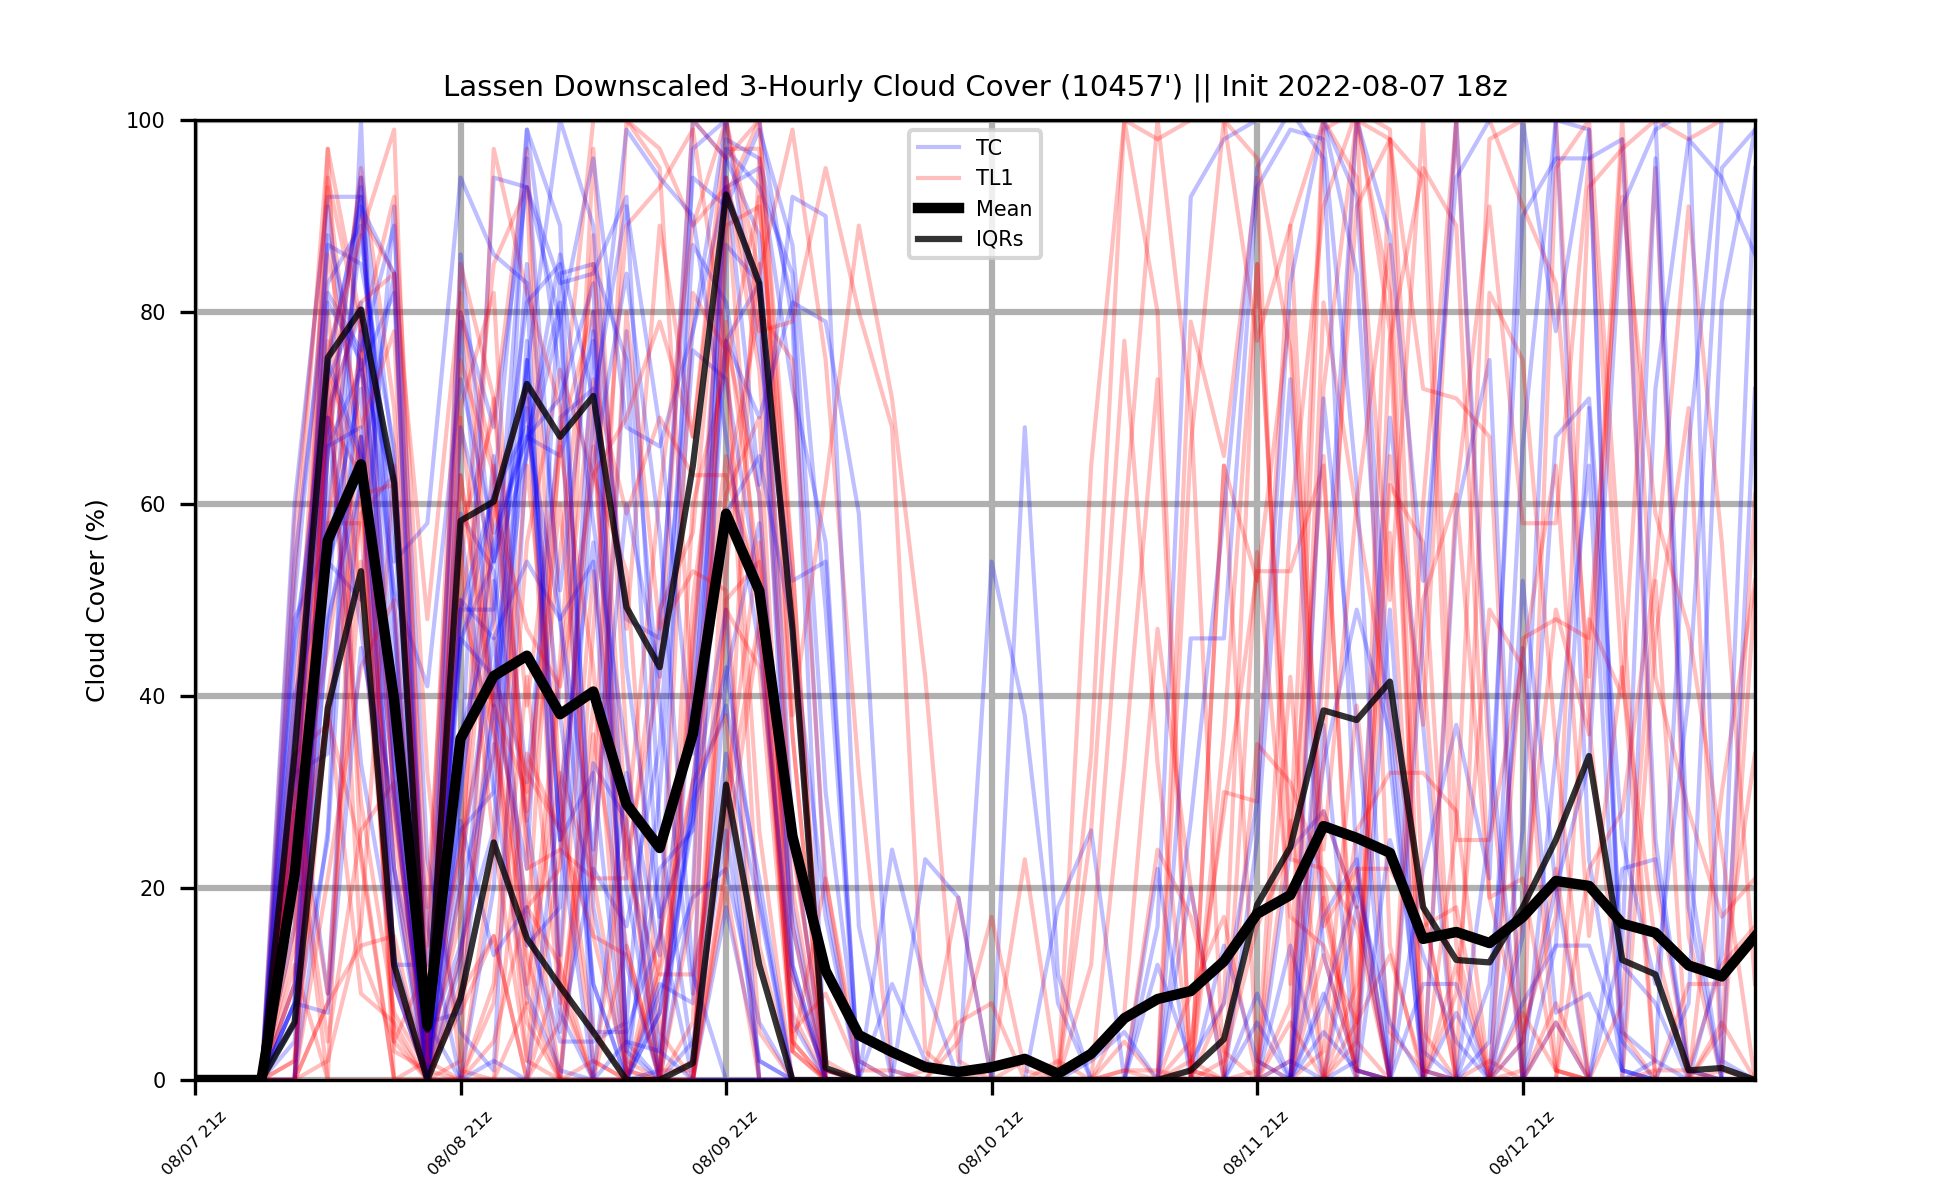 Lassen Downscaled 3-Hourly Cloud Cover (10457') || Init 2022-08-07 18z
100
80
60
40
20
0
Cloud Cover (%)
TC
TL1
Mean
IQRs
08/07 21z
08/08 21z
08/09 21z
08/10 21z
08/11 21z
08/12 21z